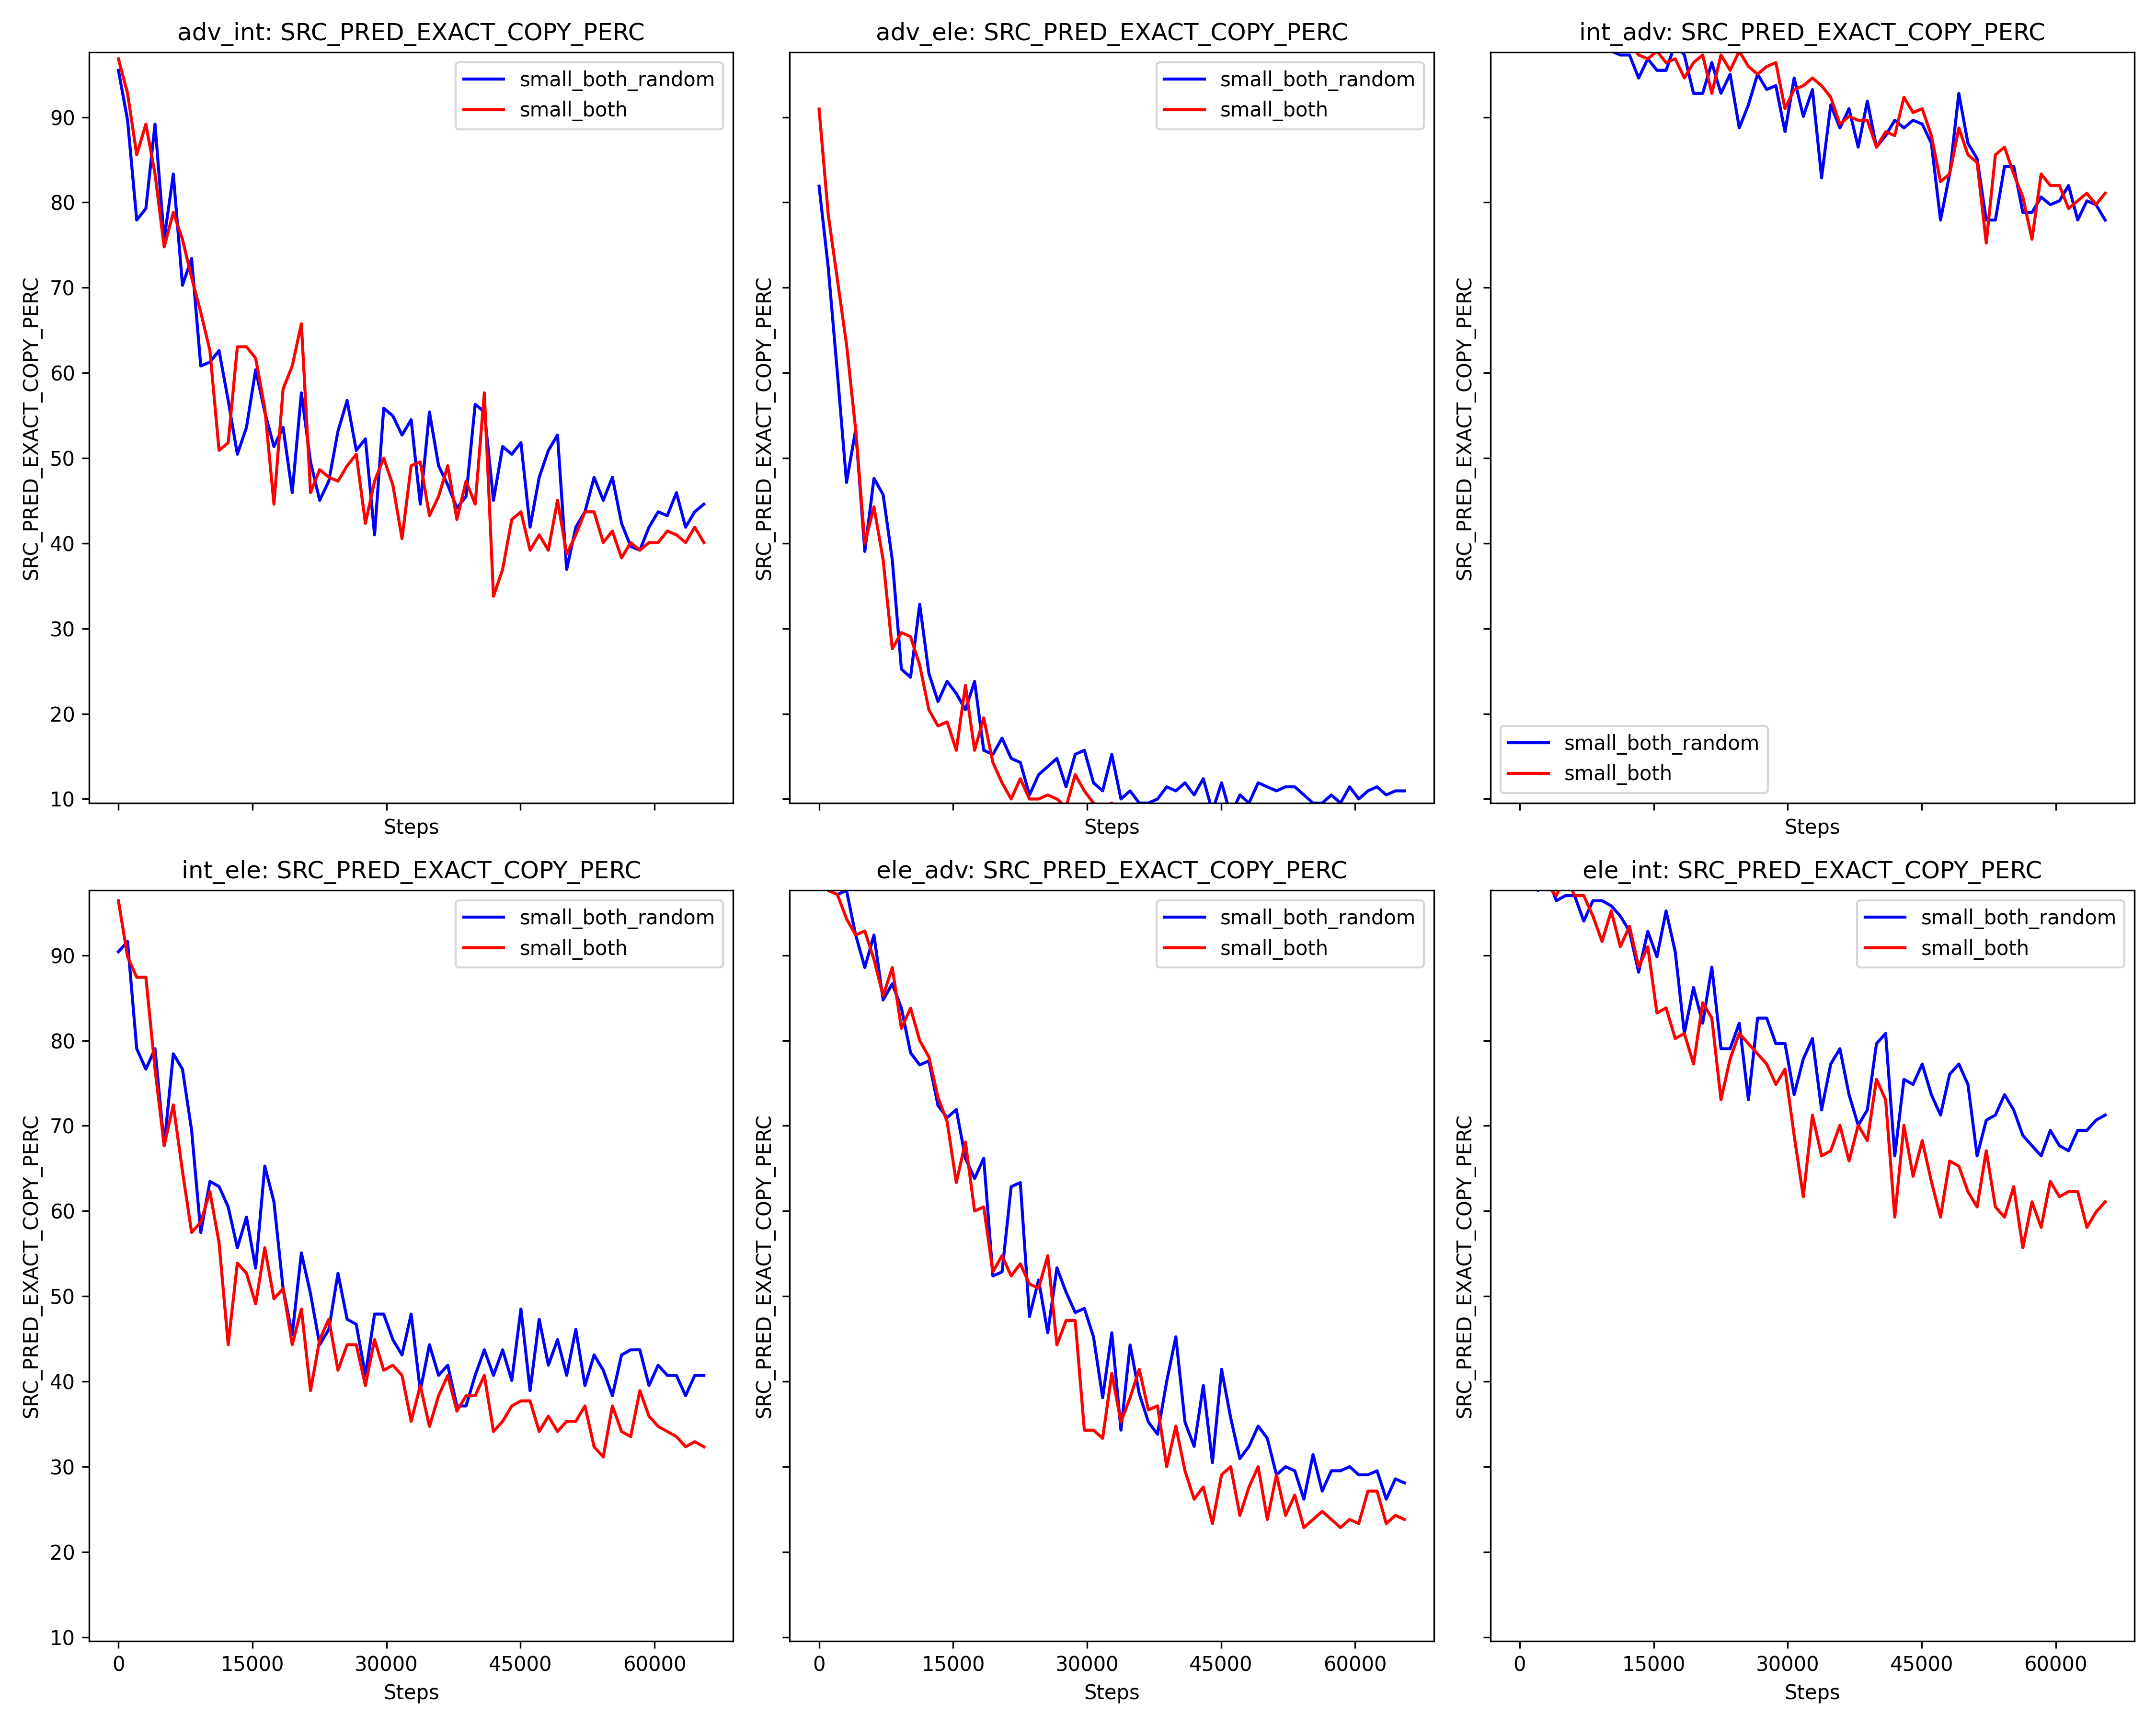 adv_int: SRC_PRED_EXACT_COPY_PERC
SRC_PRED_EXACT_COPY_PERC
90
80
70
60
50
40
30
20
10
small_both_random
small_both
Steps
adv_ele: SRC_PRED_EXACT_COPY_PERC
SRC_PRED_EXACT_COPY_PERC
small_both_random
small_both
Steps
int_adv: SRC_PRED_EXACT_COPY_PERC
SRC_PRED_EXACT_COPY_PERC
small_both_random
small_both
Steps
int_ele: SRC_PRED_EXACT_COPY_PERC
SRC_PRED_EXACT_COPY_PERC
90
80
70
60
50
40
30
20
10
small_both_random
small_both
0 15000 30000 45000 60000
Steps
ele_adv: SRC_PRED_EXACT_COPY_PERC
SRC_PRED_EXACT_COPY_PERC
small_both_random
small_both
0 15000 30000 45000 60000
Steps
ele_int: SRC_PRED_EXACT_COPY_PERC
SRC_PRED_EXACT_COPY_PERC
small_both_random
small_both
0 15000 30000 45000 60000
Steps